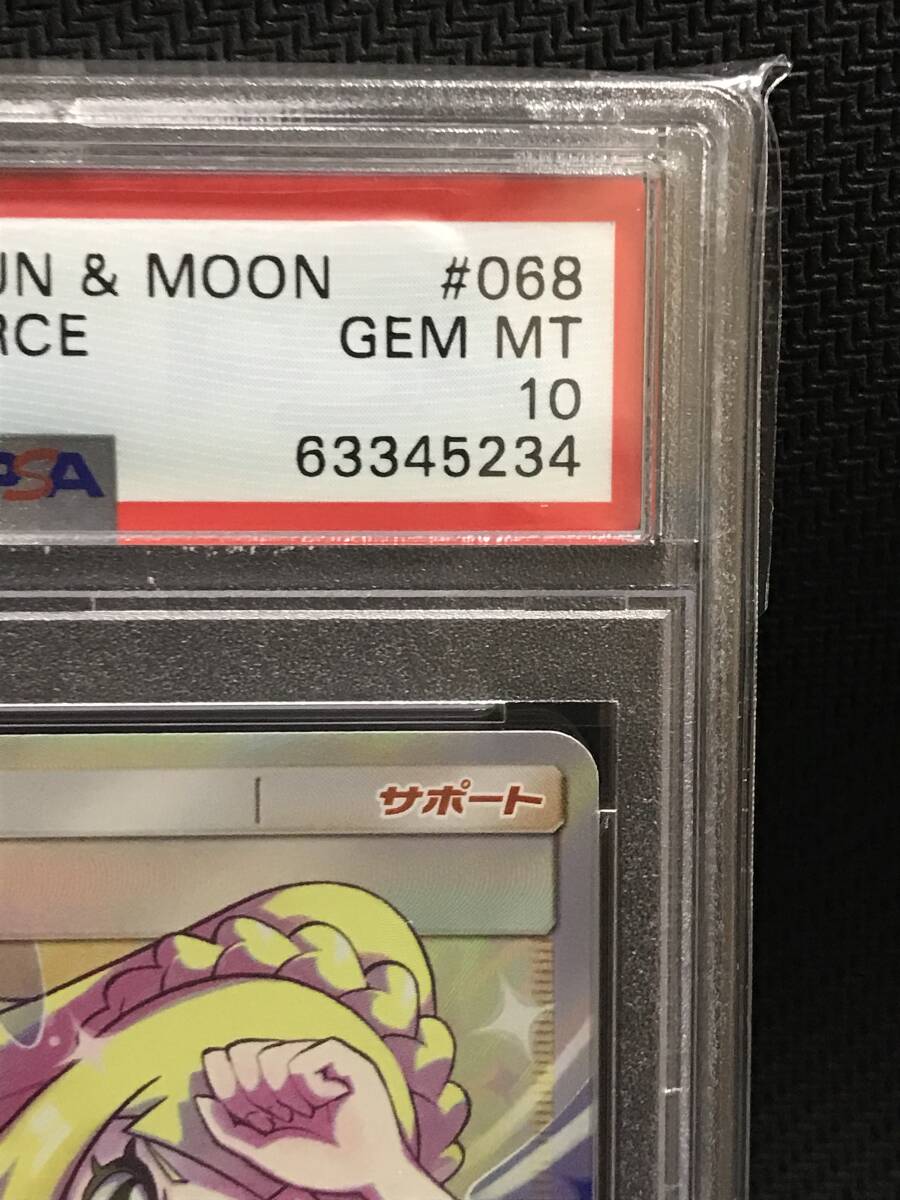 UN & MOON #068
RCE GEM MT
10
PSA 63345234
サポート